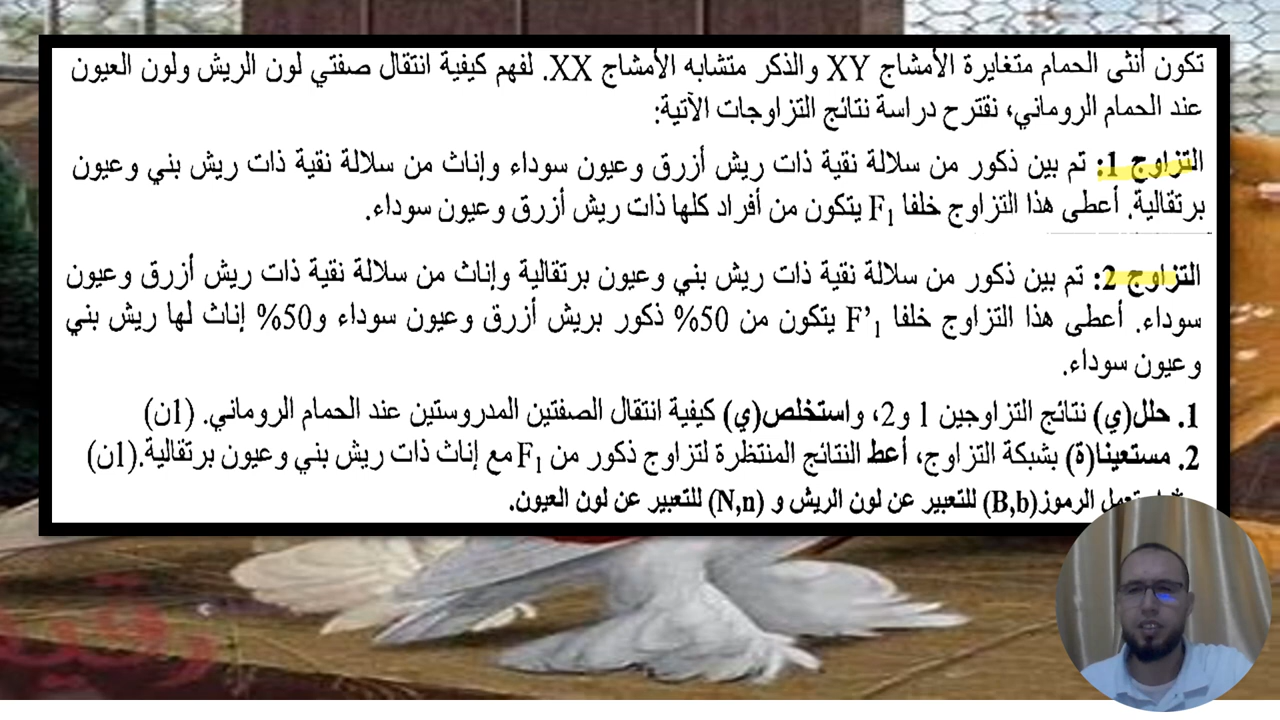 تكون أنثى الحمام متغايرة الأمشاج XY والذكر متشابه الأمشاج XX. لفهم كيفية انتقال صفتي لون الريش ولون العيون
عند الحمام الروماني، نقترح دراسة نتائج التزاوجات الآتية:
التزاوج 1: تم بين ذكور من سلالة نقية ذات ريش أزرق وعيون سوداء وإناث من سلالة نقية ذات ريش بني وعيون
برتقالية. أعطى هذا التزاوج خلفا F₁ يتكون من أفراد كلها ذات ريش أزرق وعيون سوداء.
التزاوج 2: تم بين ذكور من سلالة نقية ذات ريش بني وعيون برتقالية وإناث من سلالة نقية ذات ريش أزرق وعيون
سوداء. أعطى هذا التزاوج خلفا F'₁ يتكون من 50% ذكور بريش أزرق وعيون سوداء و50% إناث لها ريش بني
وعيون سوداء.
1. حلل(ي) نتائج التزاوجين 1 و2، واستخلص(ي) كيفية انتقال الصفتين المدروستين عند الحمام الروماني. (1ن)
2. مستعينا(ة) بشبكة التزاوج، أعط النتائج المنتظرة لتزاوج ذكور من F₁ مع إناث ذات ريش بني وعيون برتقالية.(1ن)
الرموز(B,b) للتعبير عن لون الريش و (N,n) للتعبير عن لون العيون.